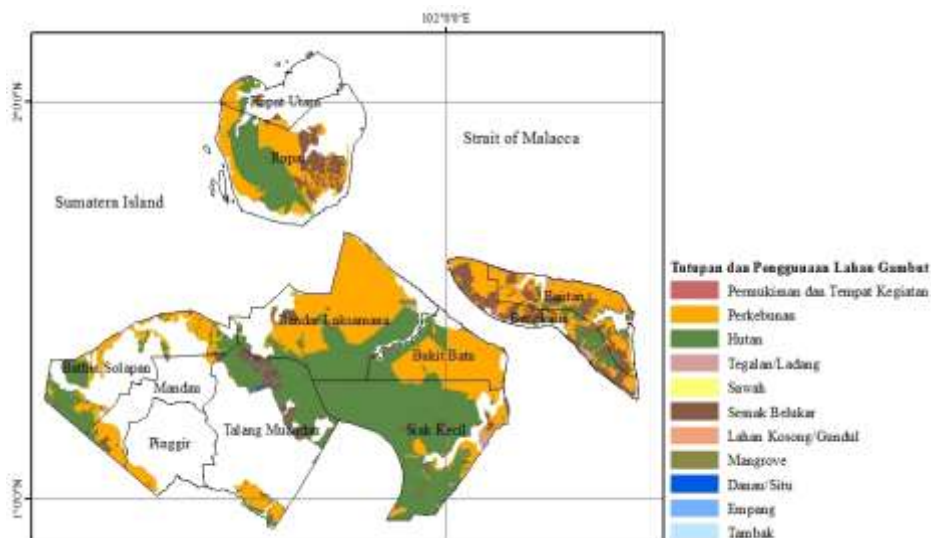 102°0'0"E
2°0'0"N
Rupat Utara
Rupat
Strait of Malacca
Sumatera Island
Bantan
Bengkalis
Bandar Laksamana
Bukit Batu
Bathin Solapan
Mandau
Pinggir
Talang Muandau
Siak Kecil
1°0'0"N
Tutupan dan Penggunaan Lahan Gambut
Permukiman dan Tempat Kegiatan
Perkebunan
Hutan
Tegalan/Ladang
Sawah
Semak Belukar
Lahan Kosong/Gundul
Mangrove
Danau/Situ
Empang
Tambak